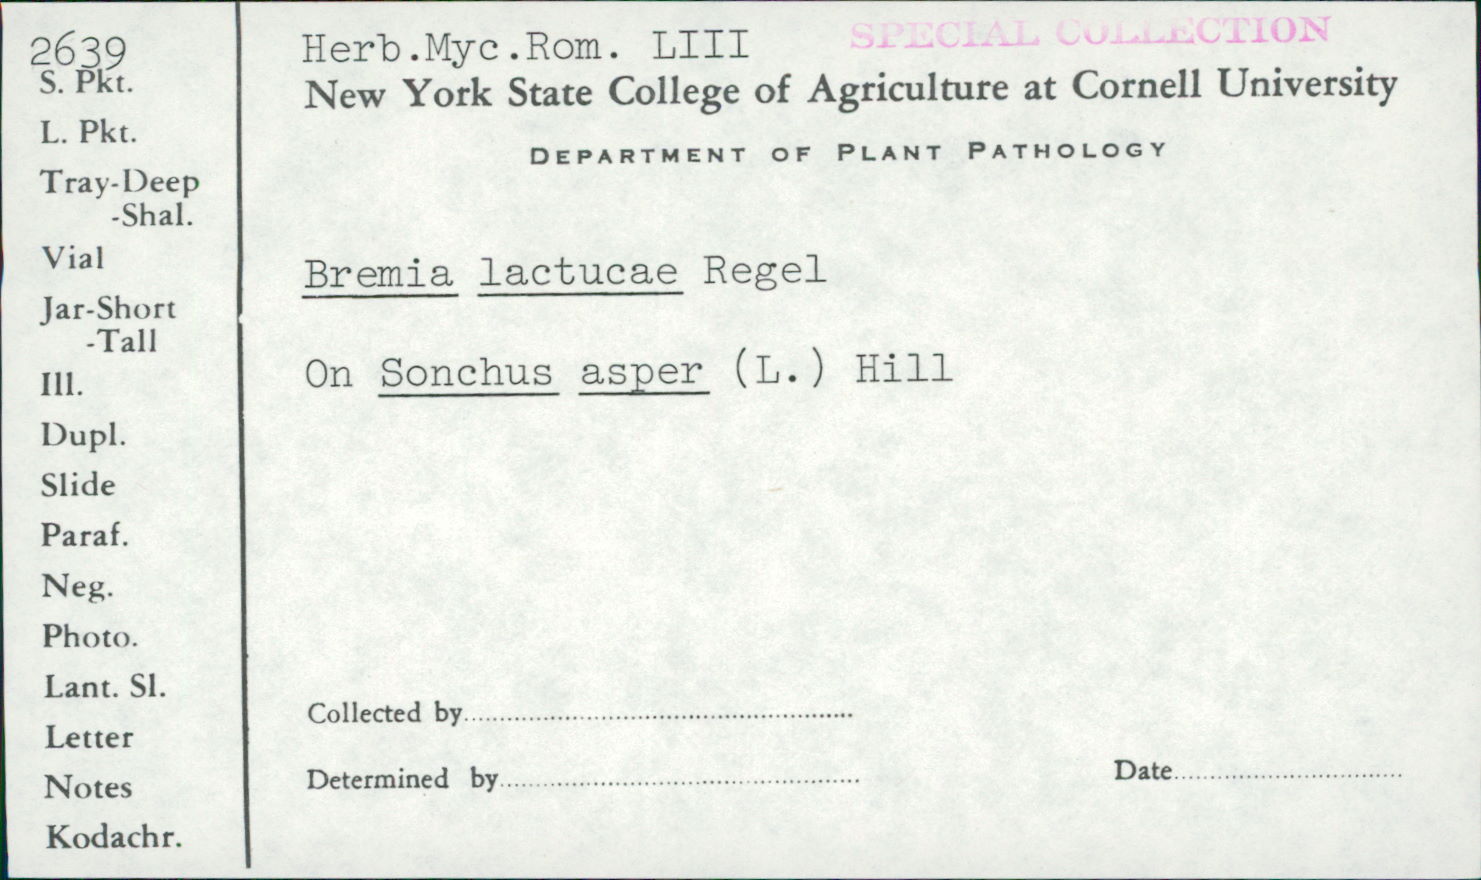 2639
S. Pkt.
L. Pkt.
Tray-Deep
-Shal.
Vial
Jar-Short
-Tall
Ill.
Dupl.
Slide
Paraf.
Neg.
Photo.
Lant. Sl.
Letter
Notes
Kodachr.
Herb.Myc.Rom. LIII
SPECIAL COLLECTION
New York State College of Agriculture at Cornell University
DEPARTMENT OF PLANT PATHOLOGY
Bremia lactucae Regel
On Sonchus asper (L.) Hill
Collected by
Determined by
Date